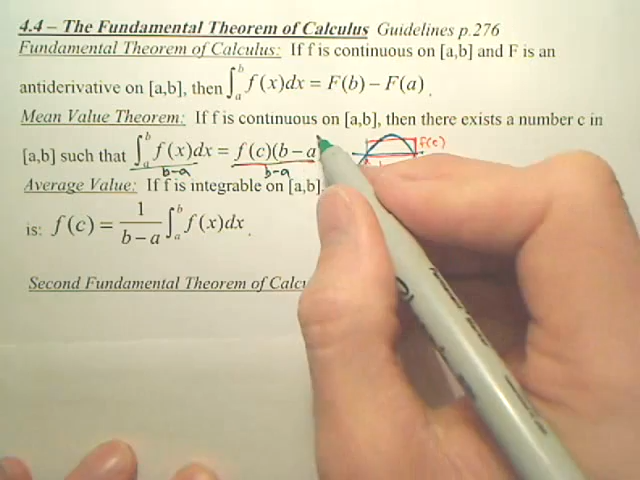 4.4 – The Fundamental Theorem of Calculus Guidelines p.276
Fundamental Theorem of Calculus: If f is continuous on [a,b] and F is an
antiderivative on [a,b], then ∫_a^b f(x)dx = F(b) − F(a).
Mean Value Theorem: If f is continuous on [a,b], then there exists a number c in
[a,b] such that ∫_a^b f(x)dx = f(c)(b − a f(c)
b-a b-a
Average Value: If f is integrable on [a,b].
is: f(c) = 1/(b − a) ∫_a^b f(x)dx.
Second Fundamental Theorem of